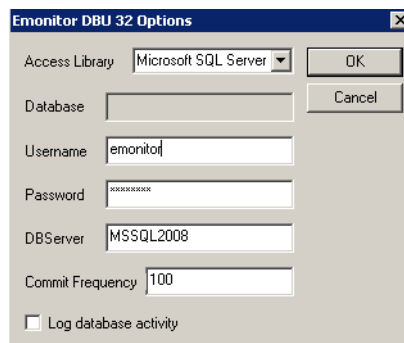 Emonitor DBU 32 Options
Access Library Microsoft SQL Server OK
Database Cancel
Username emonitor
Password ********
DBServer MSSQL2008
Commit Frequency 100
Log database activity